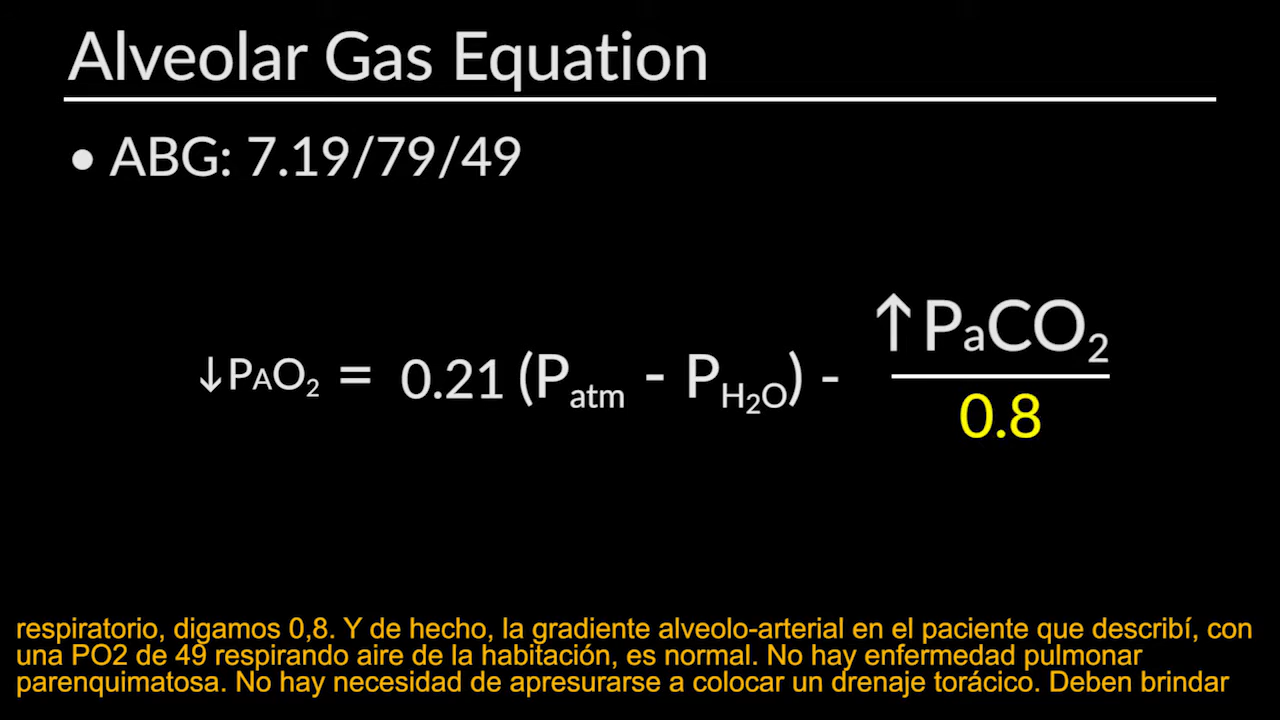 Alveolar Gas Equation
• ABG: 7.19/79/49
↑PaCO₂
↓PAO₂ = 0.21 (Patm - PH₂O) -
0.8
respiratorio, digamos 0,8. Y de hecho, la gradiente alveolo-arterial en el paciente que describí, con
una PO2 de 49 respirando aire de la habitación, es normal. No hay enfermedad pulmonar
parenquimatosa. No hay necesidad de apresurarse a colocar un drenaje torácico. Deben brindar